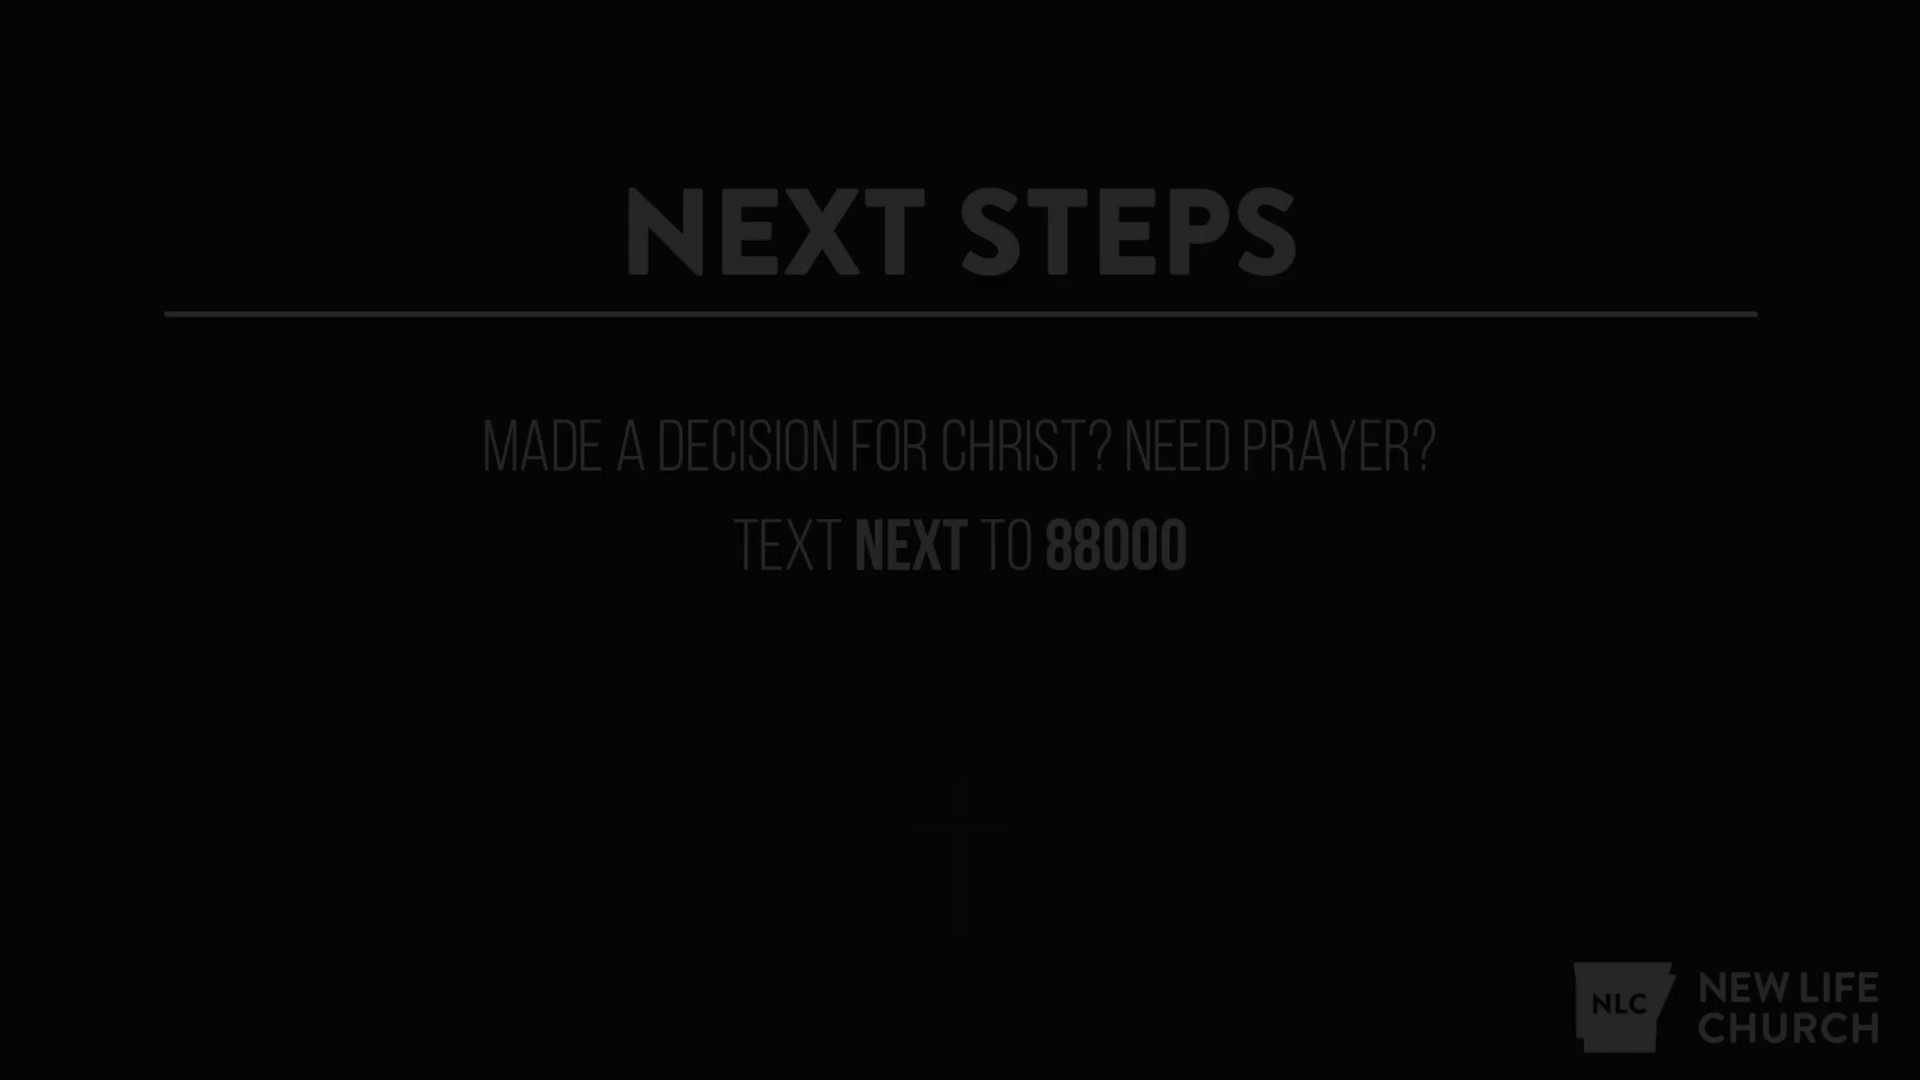 NEXT STEPS
MADE A DECISION FOR CHRIST? NEED PRAYER?
TEXT NEXT TO 88000
NLC
NEW LIFE
CHURCH